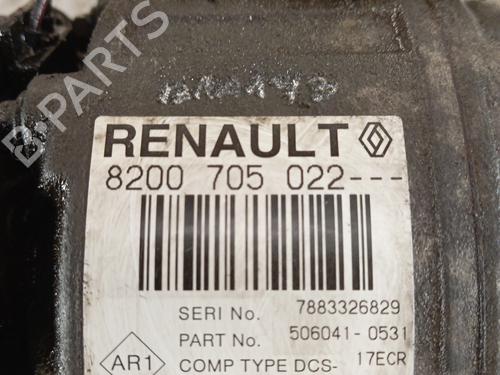 RENAULT
8200 705 022---
SERI No. 7883326829
PART No. 506041-0531
AR1
COMP TYPE DCS-17ECR
B-PARTS